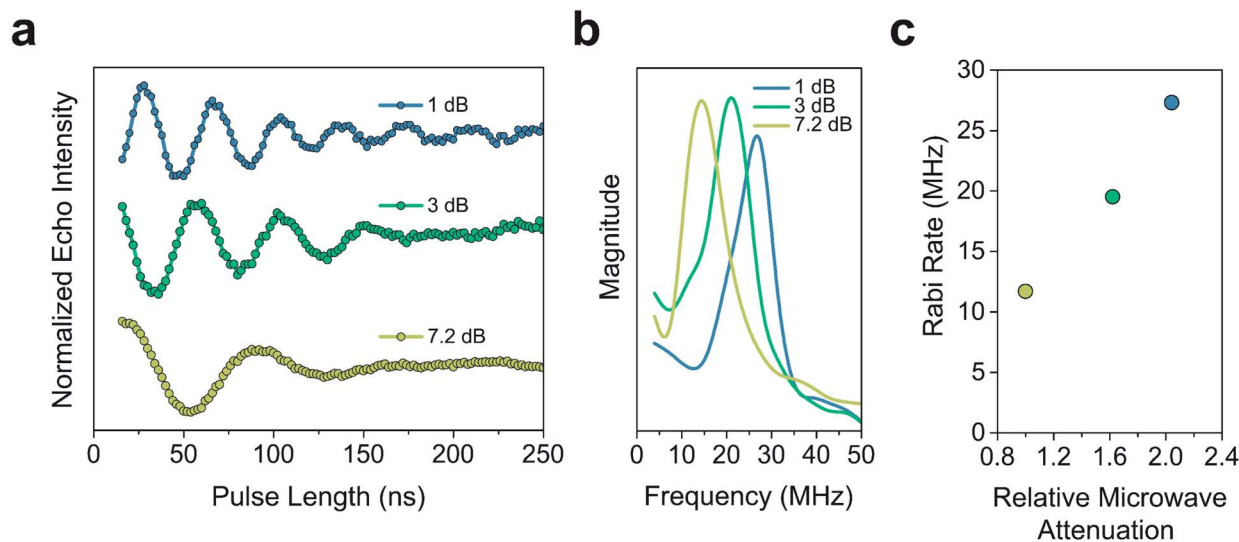 a
Normalized Echo Intensity
1 dB
3 dB
7.2 dB
0
50
100
150
200
250
Pulse Length (ns)
b
Magnitude
1 dB
3 dB
7.2 dB
0
10
20
30
40
50
Frequency (MHz)
c
Rabi Rate (MHz)
30
25
20
15
10
5
0
0.8
1.2
1.6
2.0
2.4
Relative Microwave
Attenuation